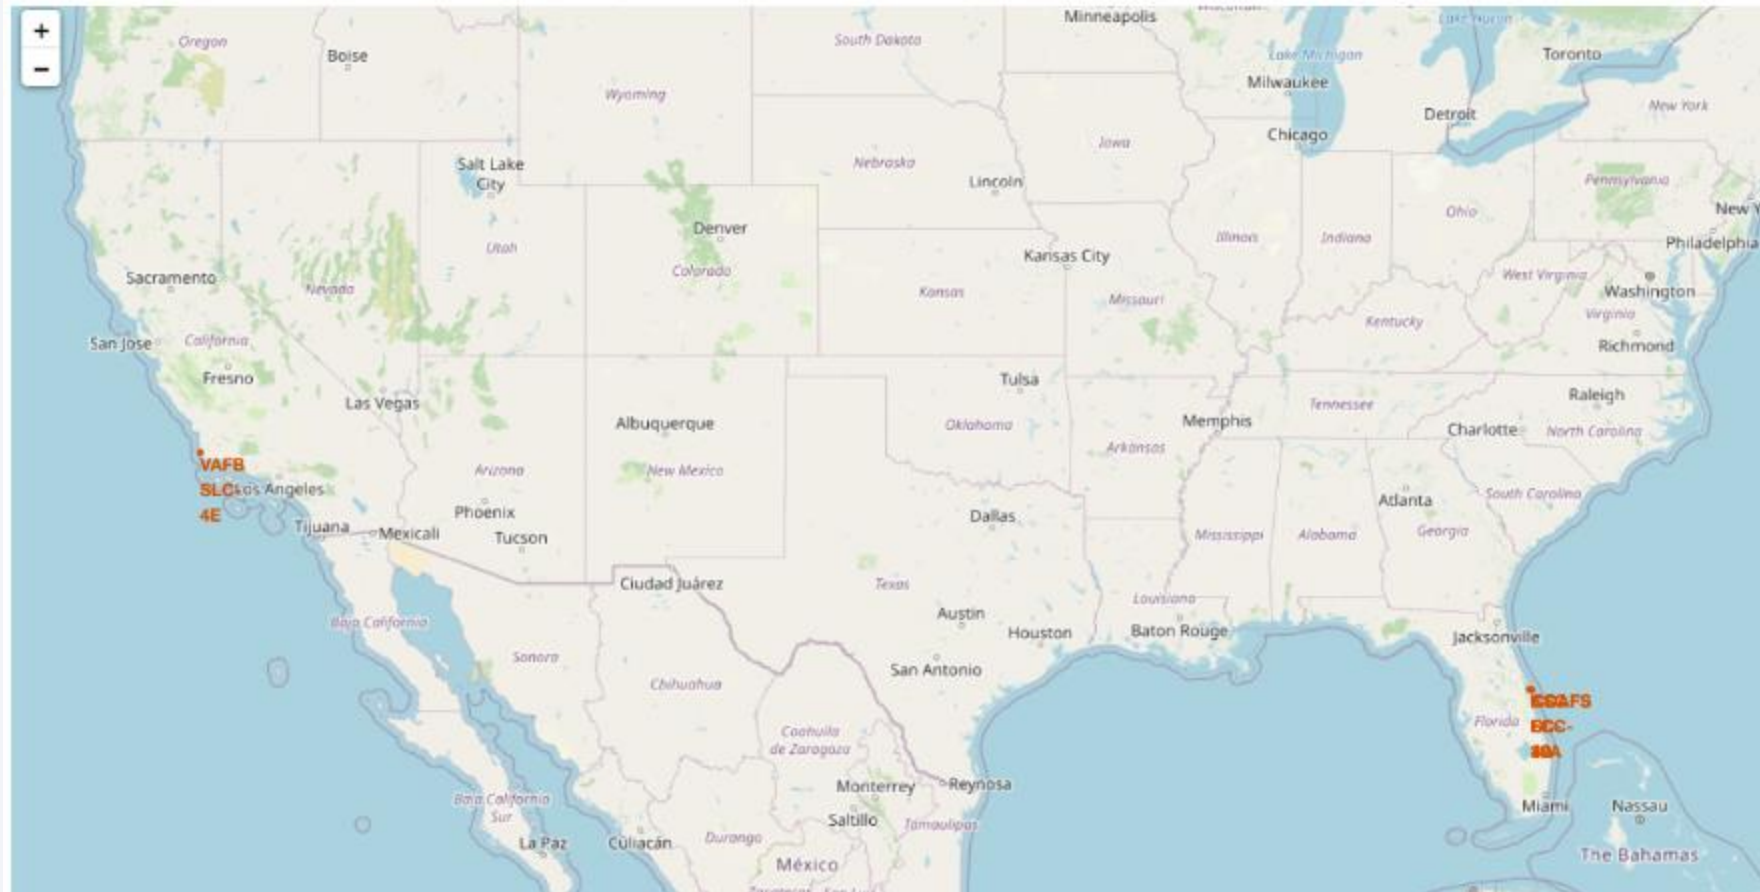 +
−
Oregon
Boise
South Dakota
Minneapolis
Lake Huron
Toronto
Lake Michigan
Milwaukee
Wyoming
New York
Detroit
Chicago
Iowa
Salt Lake
City
Nebraska
Lincoln
Pennsylvania
Ohio
New Y
Denver
Illinois
Indiana
Philadelphia
Utah
Kansas City
Colorado
West Virginia
Sacramento
Nevada
Kansas
Missouri
Washington
Virginia
Kentucky
San Jose
California
Richmond
Fresno
Tulsa
Las Vegas
Raleigh
Tennessee
Albuquerque
Oklahoma
Memphis
Charlotte
North Carolina
Arkansas
VAFB
SLC-
4E
Los Angeles
Arizona
New Mexico
Atlanta
South Carolina
Phoenix
Dallas
Tijuana
Mexicali
Tucson
Mississippi
Alabama
Georgia
Ciudad Juárez
Texas
Louisiana
Austin
Baja California
Houston
Baton Rouge
Jacksonville
Sonora
San Antonio
Chihuahua
Florida
Coahuila
de Zaragoza
Monterrey
Reynosa
Baja California
Sur
Miami
Nassau
Saltillo
Tamaulipas
La Paz
Culiacán
Durango
México
The Bahamas